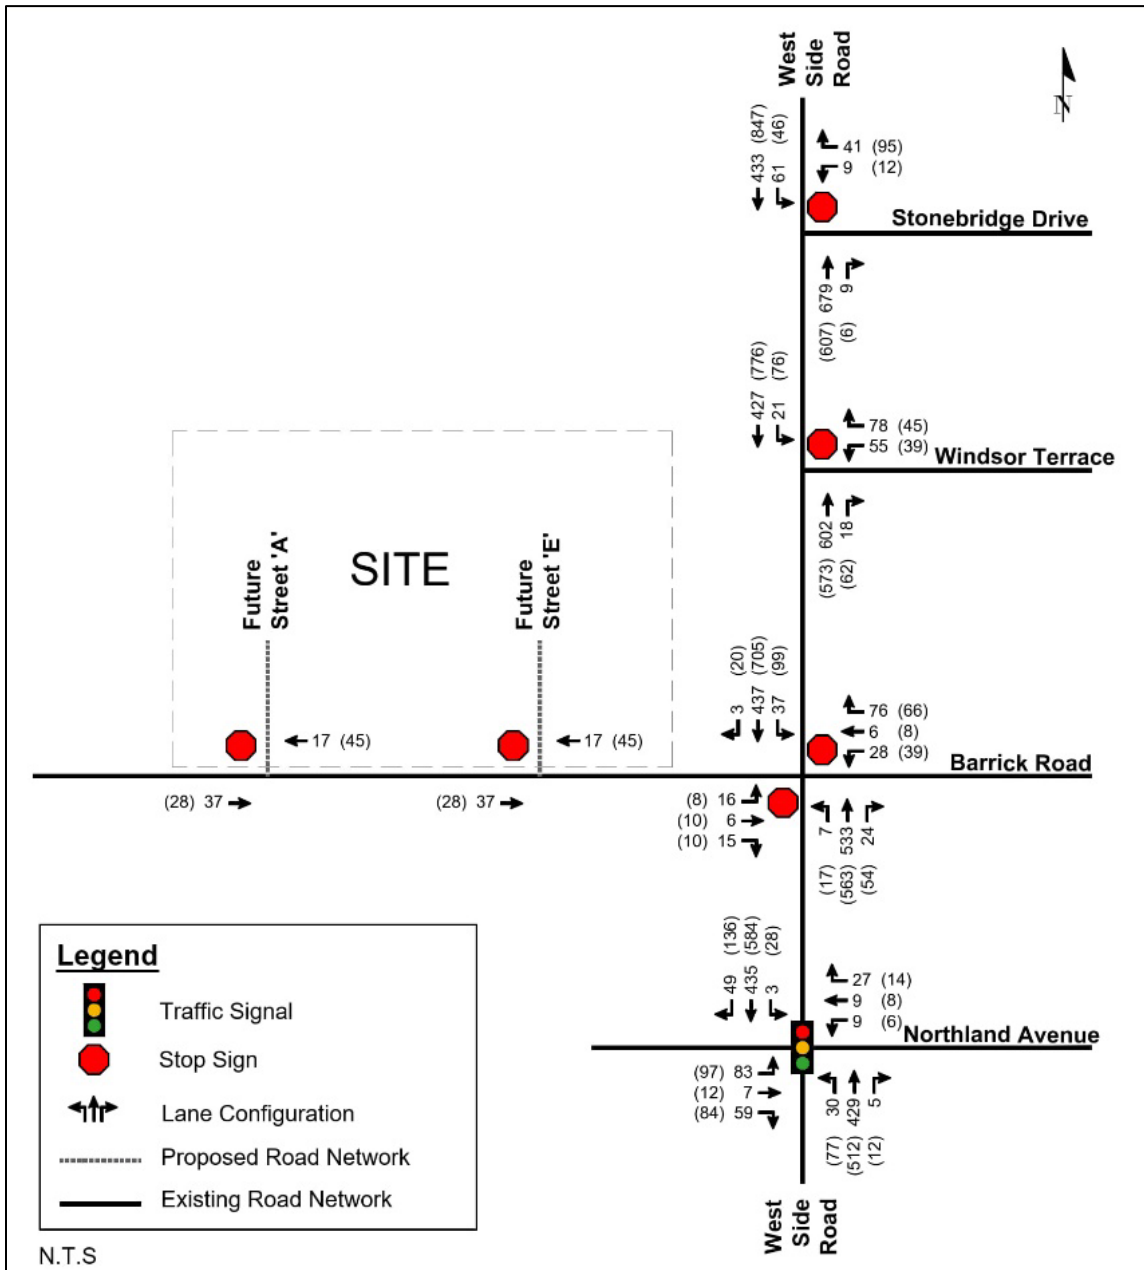 West
Side
Road
N
433 (847)
61 (46)
41 (95)
9 (12)
Stonebridge Drive
(607) 679
(6) 9
427 (776)
21 (76)
78 (45)
55 (39)
Windsor Terrace
(573) 602
(62) 18
SITE
Future
Street 'A'
Future
Street 'E'
3 (20)
437 (705)
37 (99)
76 (66)
6 (8)
28 (39)
17 (45)
17 (45)
Barrick Road
(28) 37
(28) 37
(8) 16
(10) 6
(10) 15
(17) 7
(563) 533
(54) 24
49 (136)
435 (584)
3 (28)
27 (14)
9 (8)
9 (6)
Northland Avenue
(97) 83
(12) 7
(84) 59
(77) 30
(512) 429
(12) 5
West
Side
Road
Legend
Traffic Signal
Stop Sign
Lane Configuration
Proposed Road Network
Existing Road Network
N.T.S